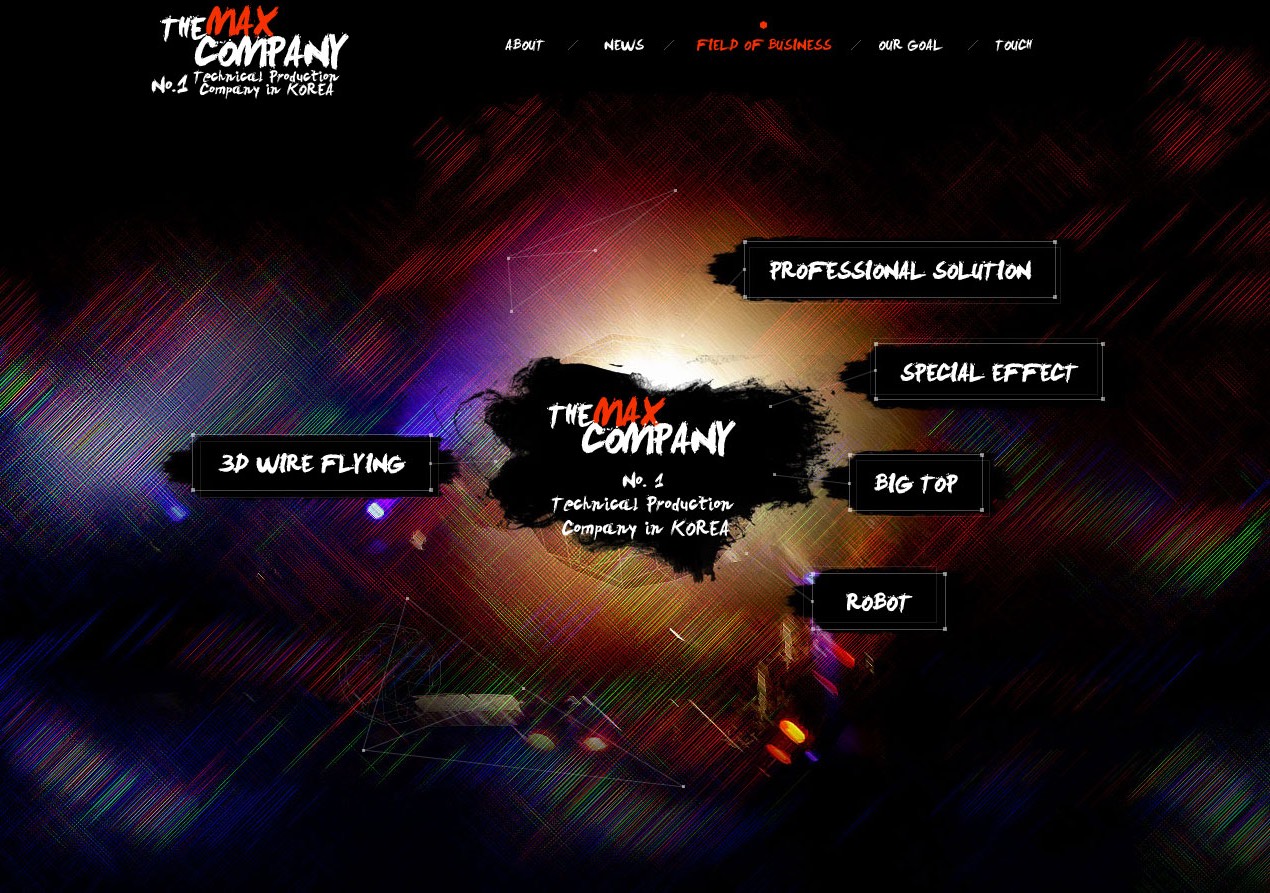 THE MAX
COMPANY
No.1 Technical Production
Company in KOREA
ABOUT / NEWS / FIELD OF BUSINESS / OUR GOAL / TOUCH
PROFESSIONAL SOLUTION
SPECIAL EFFECT
THE MAX
COMPANY
3D WIRE FLYING
No. 1
Technical Production
Company in KOREA
BIG TOP
ROBOT